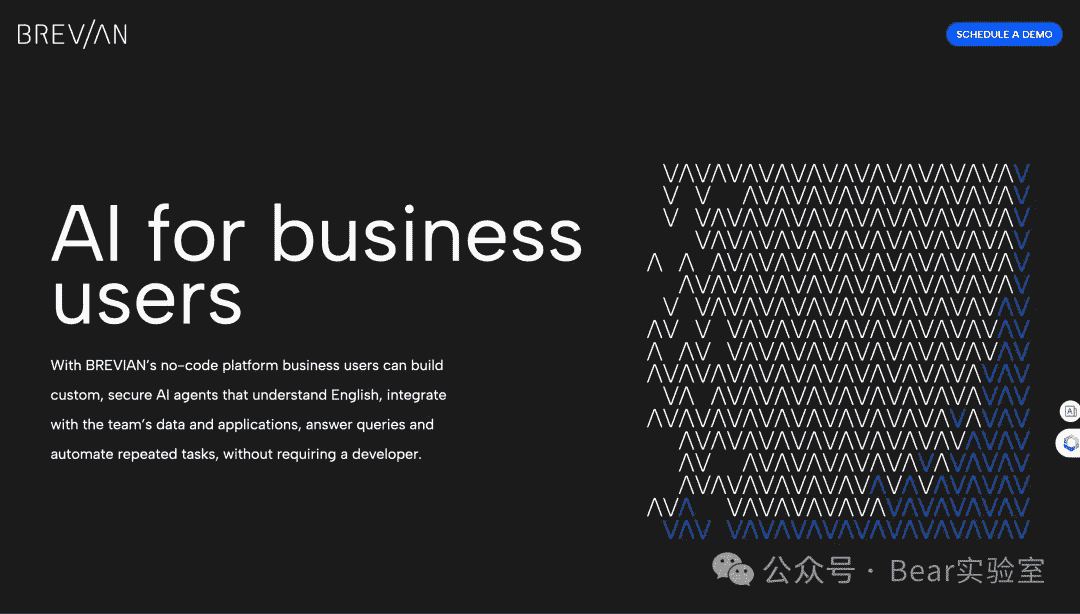 BREVIAN
SCHEDULE A DEMO
AI for business
users
With BREVIAN’s no-code platform business users can build
custom, secure AI agents that understand English, integrate
with the team’s data and applications, answer queries and
automate repeated tasks, without requiring a developer.
公众号 · Bear实验室